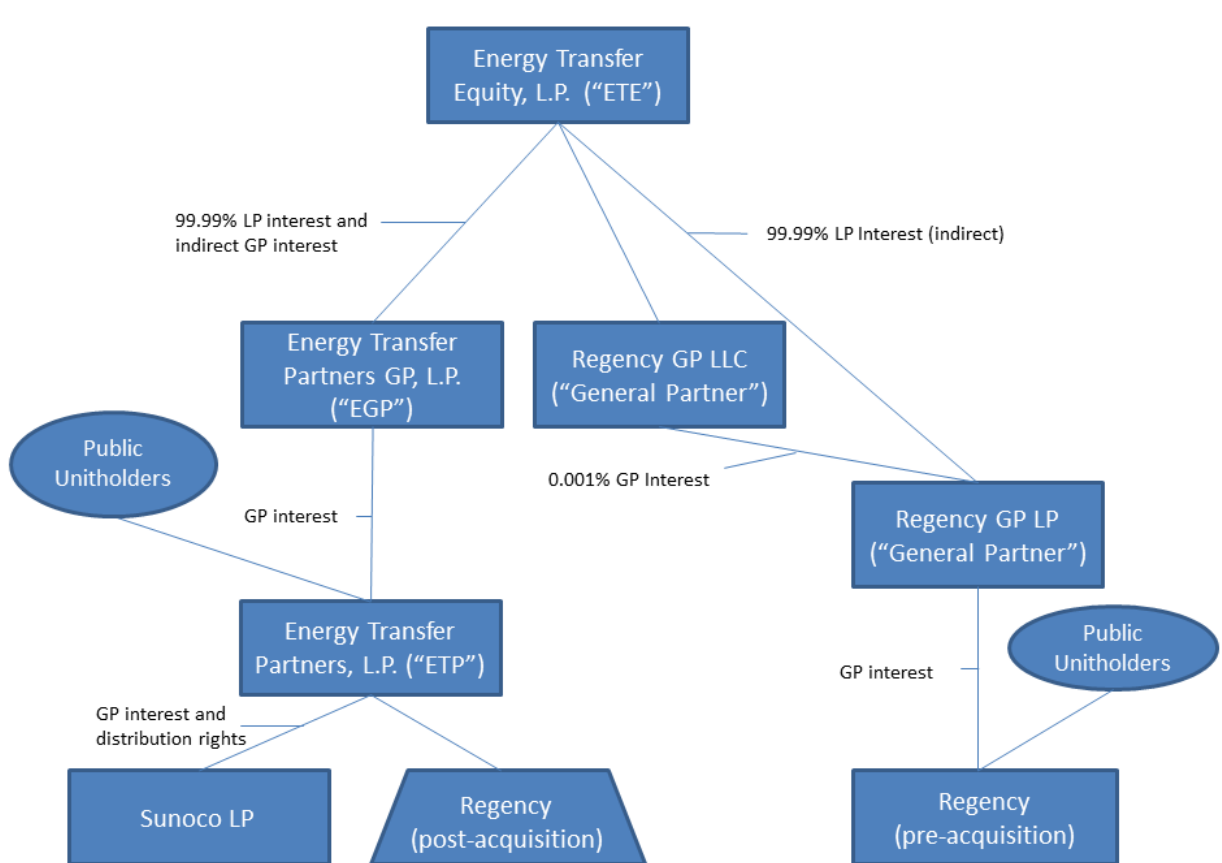 Energy Transfer
Equity, L.P. (“ETE”)
99.99% LP interest and
indirect GP interest
99.99% LP Interest (indirect)
Energy Transfer
Partners GP, L.P.
(“EGP”)
Regency GP LLC
(“General Partner”)
Public
Unitholders
0.001% GP Interest
GP interest
Regency GP LP
(“General Partner”)
Energy Transfer
Partners, L.P. (“ETP”)
Public
Unitholders
GP interest
GP interest and
distribution rights
Sunoco LP
Regency
(post-acquisition)
Regency
(pre-acquisition)